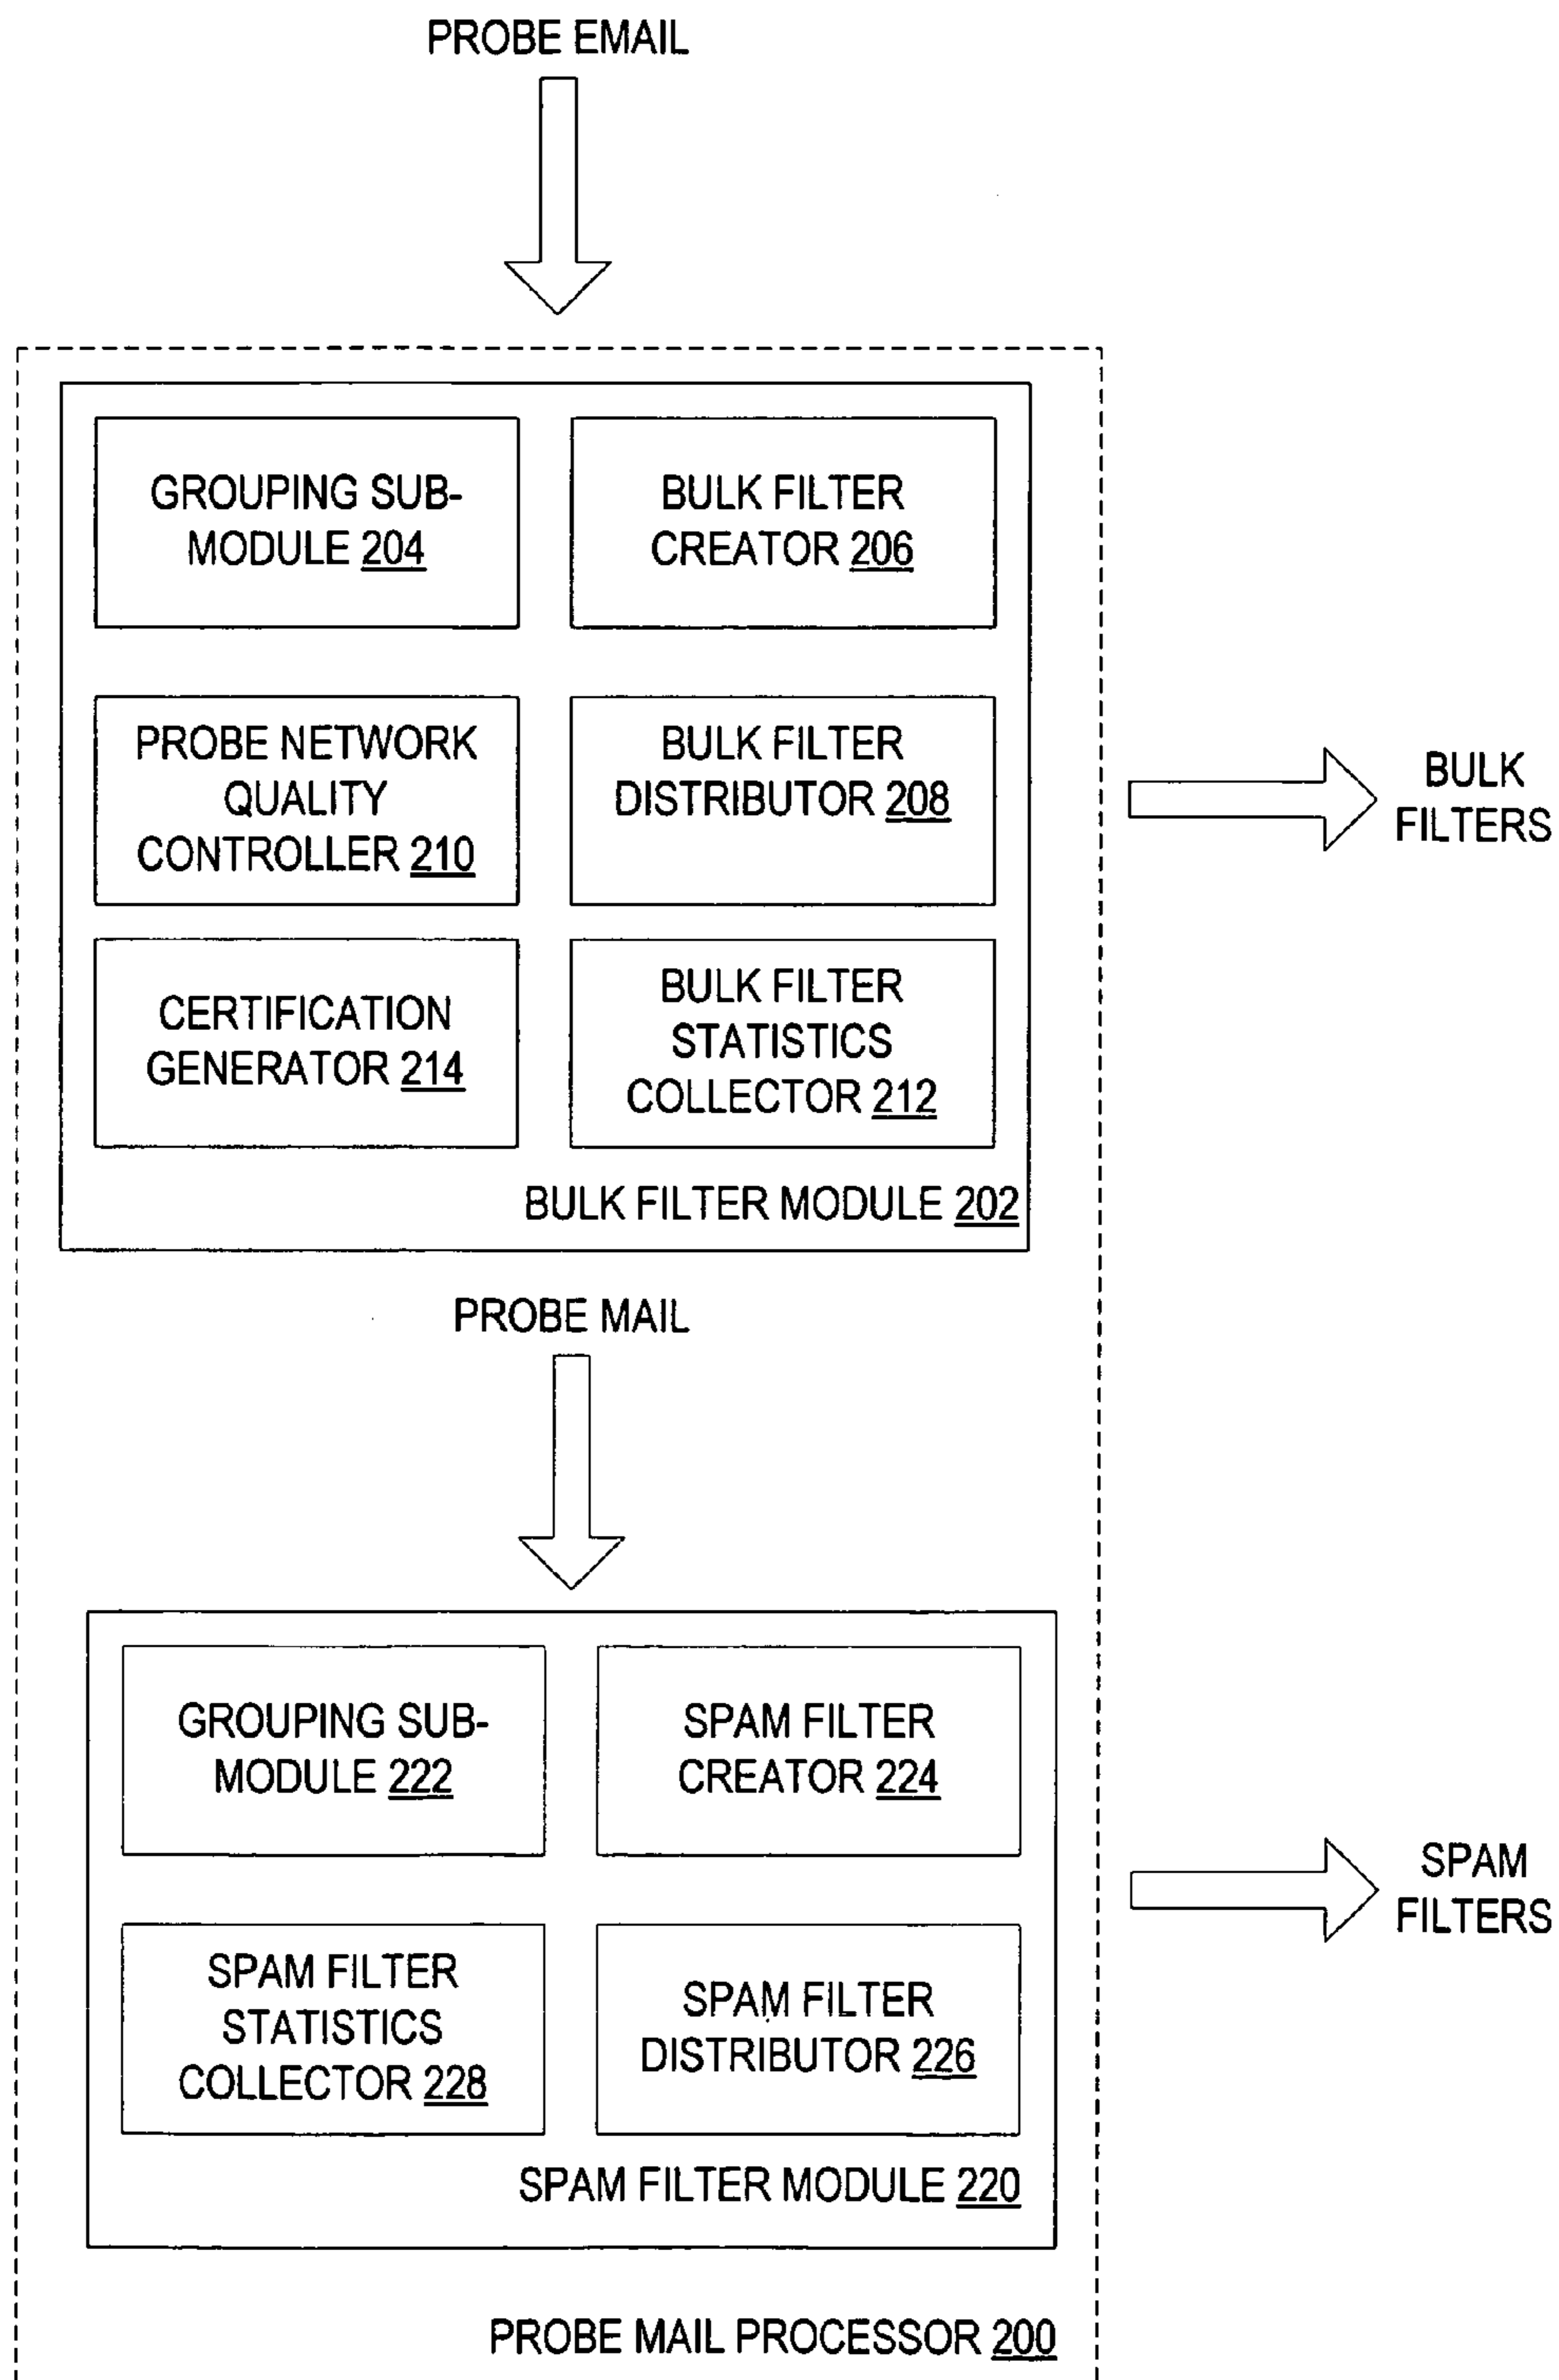 PROBE EMAIL
GROUPING SUB-
MODULE 204
BULK FILTER
CREATOR 206
PROBE NETWORK
QUALITY
CONTROLLER 210
BULK FILTER
DISTRIBUTOR 208
BULK
FILTERS
CERTIFICATION
GENERATOR 214
BULK FILTER
STATISTICS
COLLECTOR 212
BULK FILTER MODULE 202
PROBE MAIL
GROUPING SUB-
MODULE 222
SPAM FILTER
CREATOR 224
SPAM
FILTERS
SPAM FILTER
STATISTICS
COLLECTOR 228
SPAM FILTER
DISTRIBUTOR 226
SPAM FILTER MODULE 220
PROBE MAIL PROCESSOR 200